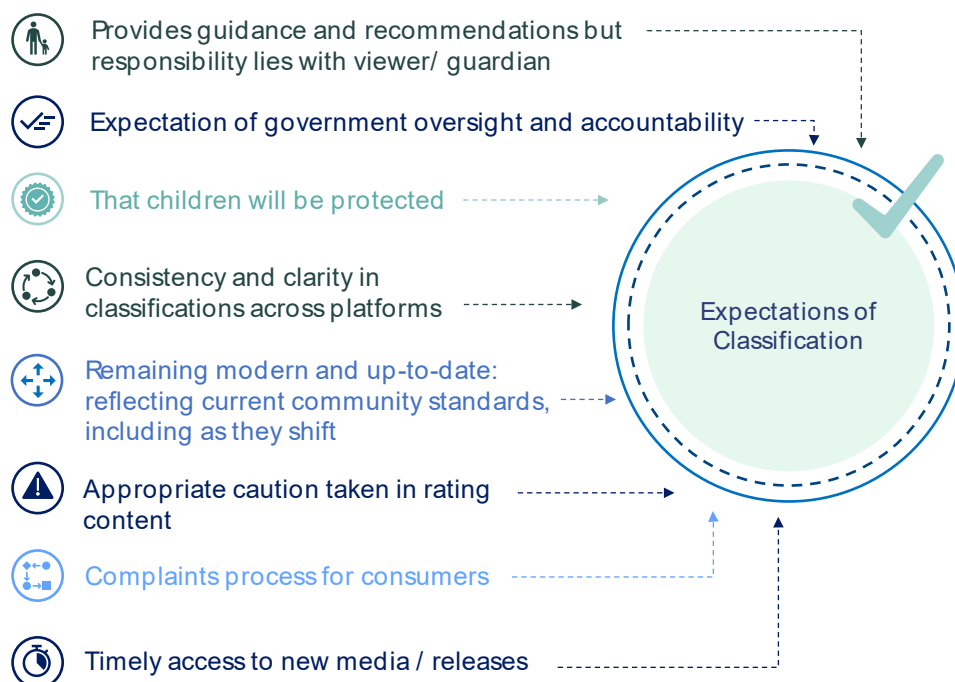 Provides guidance and recommendations but
responsibility lies with viewer/ guardian
Expectation of government oversight and accountability
That children will be protected
Consistency and clarity in
classifications across platforms
Remaining modern and up-to-date:
reflecting current community standards,
including as they shift
Appropriate caution taken in rating
content
Complaints process for consumers
Timely access to new media / releases
Expectations of
Classification